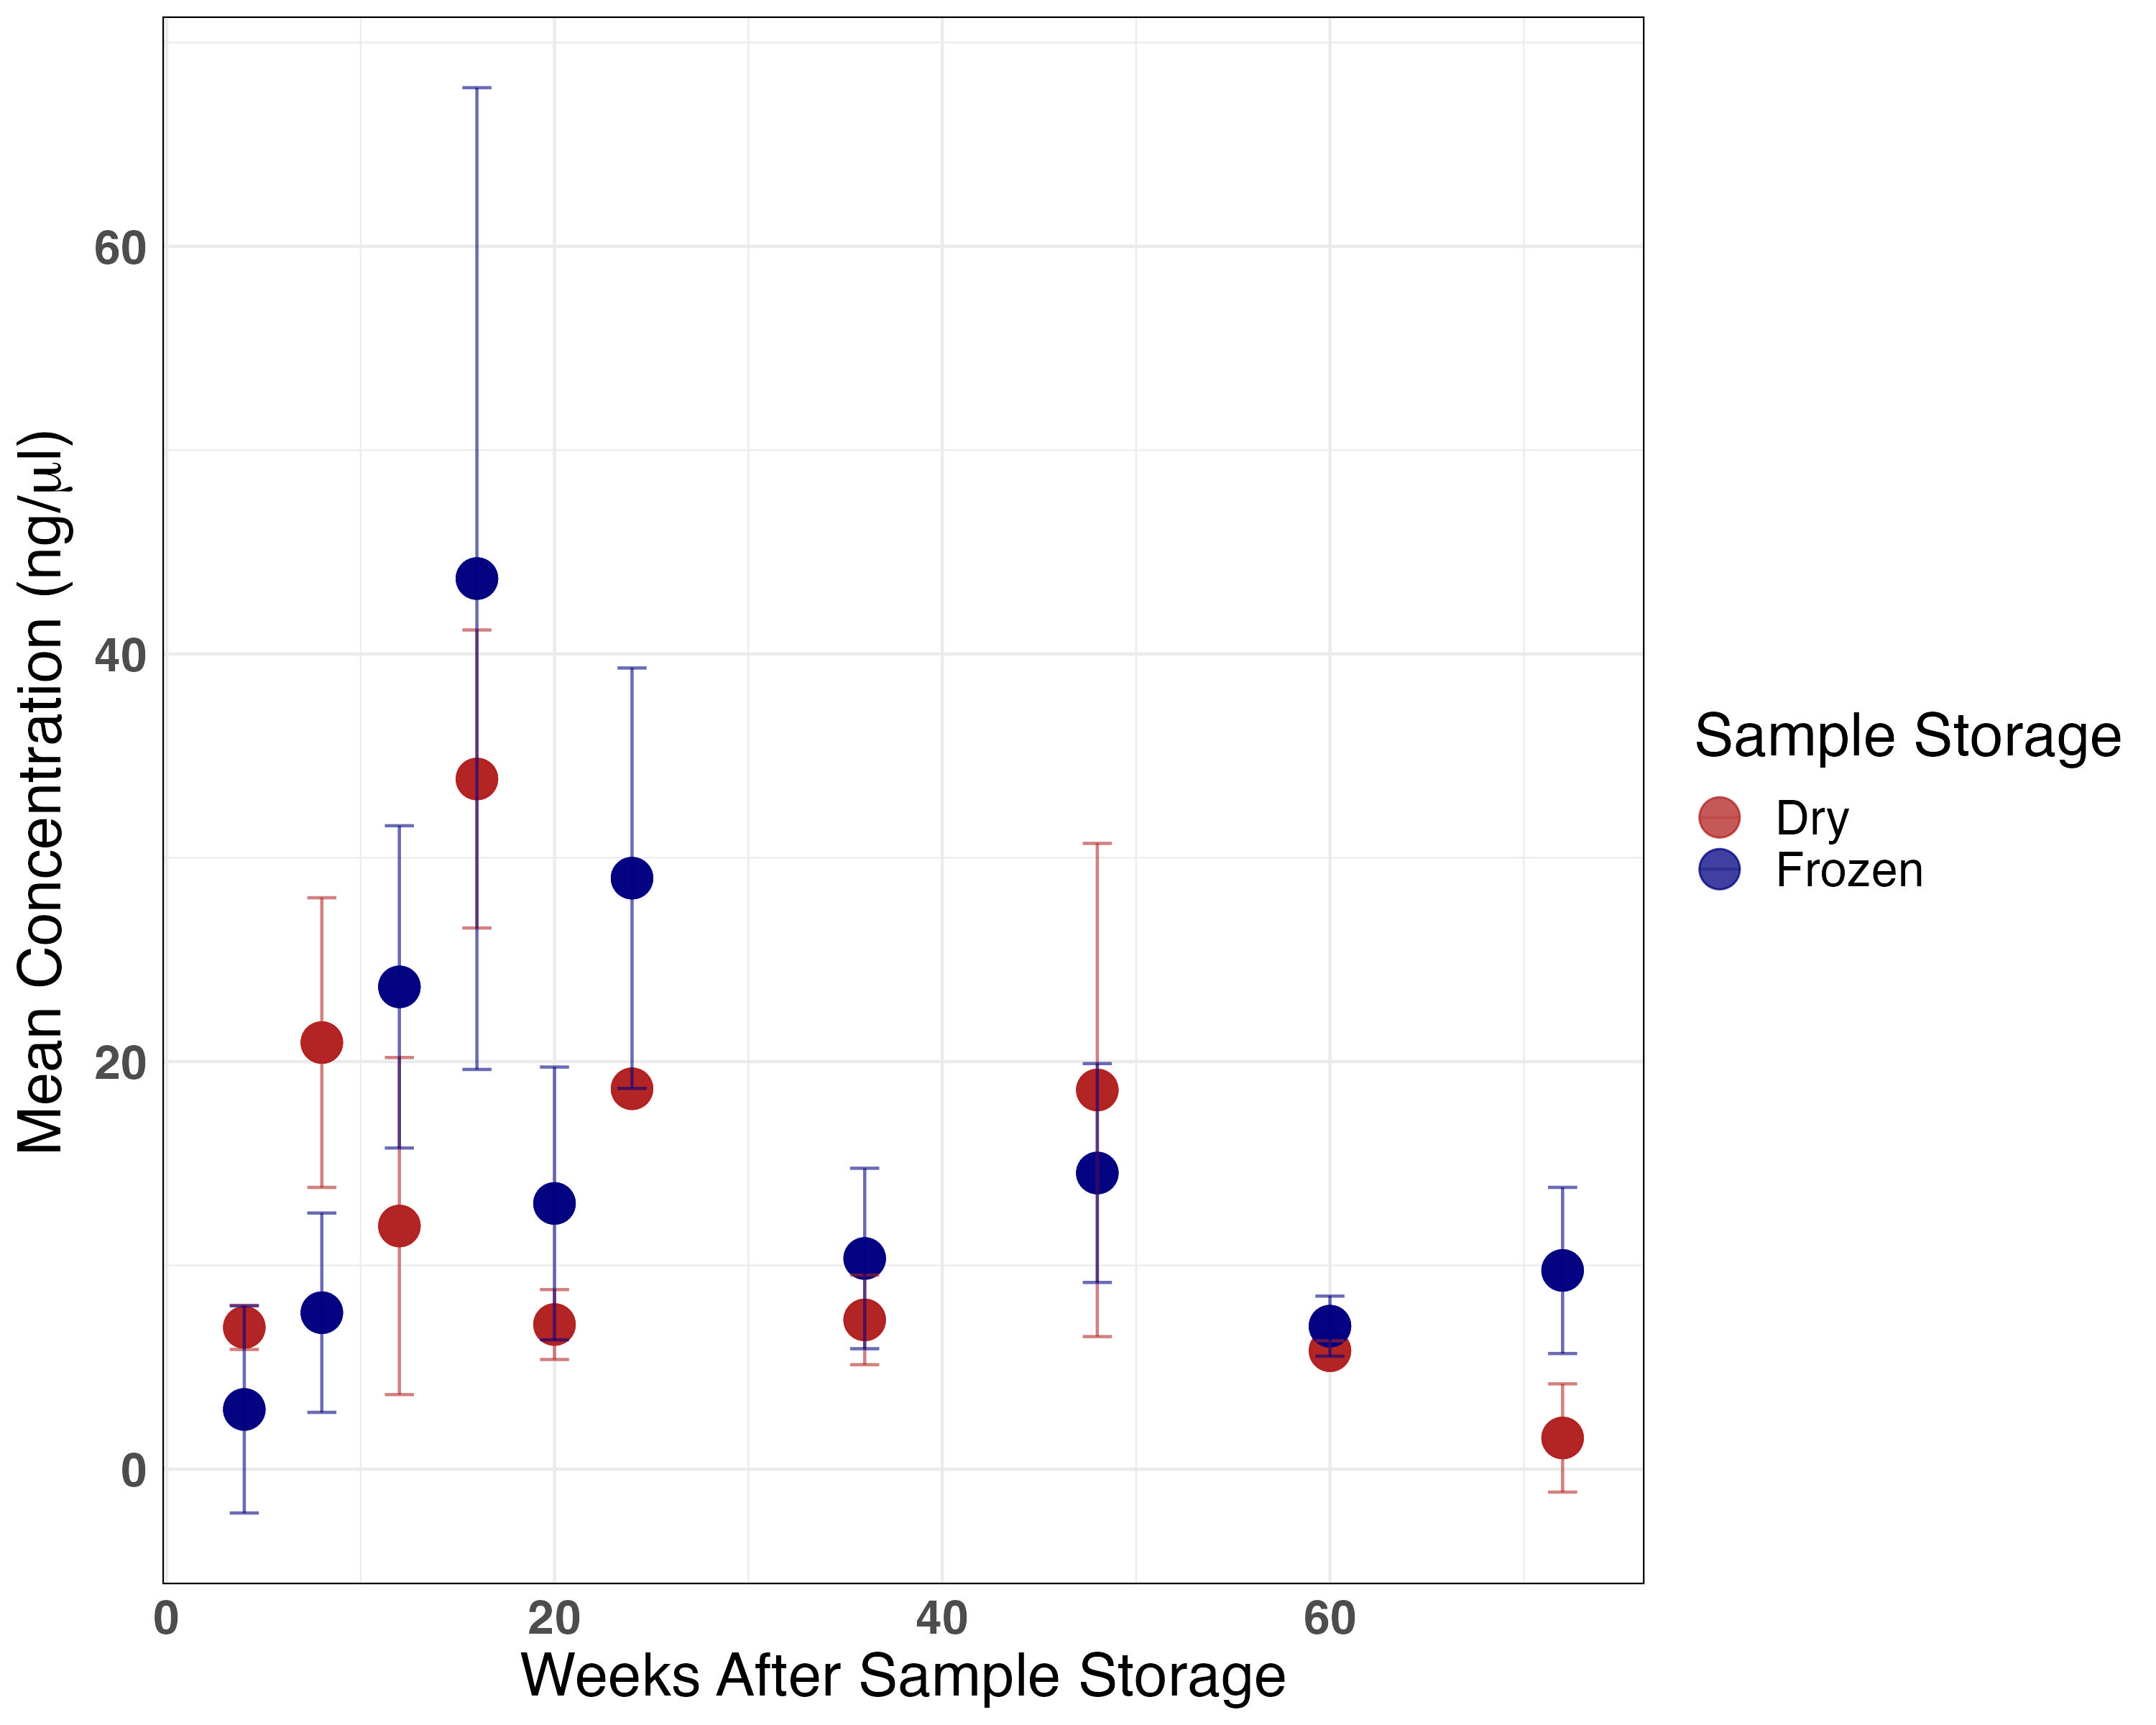 Mean Concentration (ng/μl)
60
40
20
0
0 20 40 60
Weeks After Sample Storage
Sample Storage
Dry
Frozen